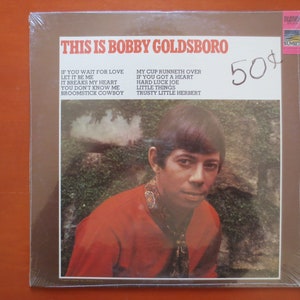 THIS IS BOBBY GOLDSBORO
IF YOU WAIT FOR LOVE
LET IT BE ME
IT BREAKS MY HEART
YOU DON'T KNOW ME
BROOMSTICK COWBOY
MY CUP RUNNETH OVER
IF YOU GOT A HEART
HARD LUCK JOE
LITTLE THINGS
TRUSTY LITTLE HERBERT
50¢
SUNSET